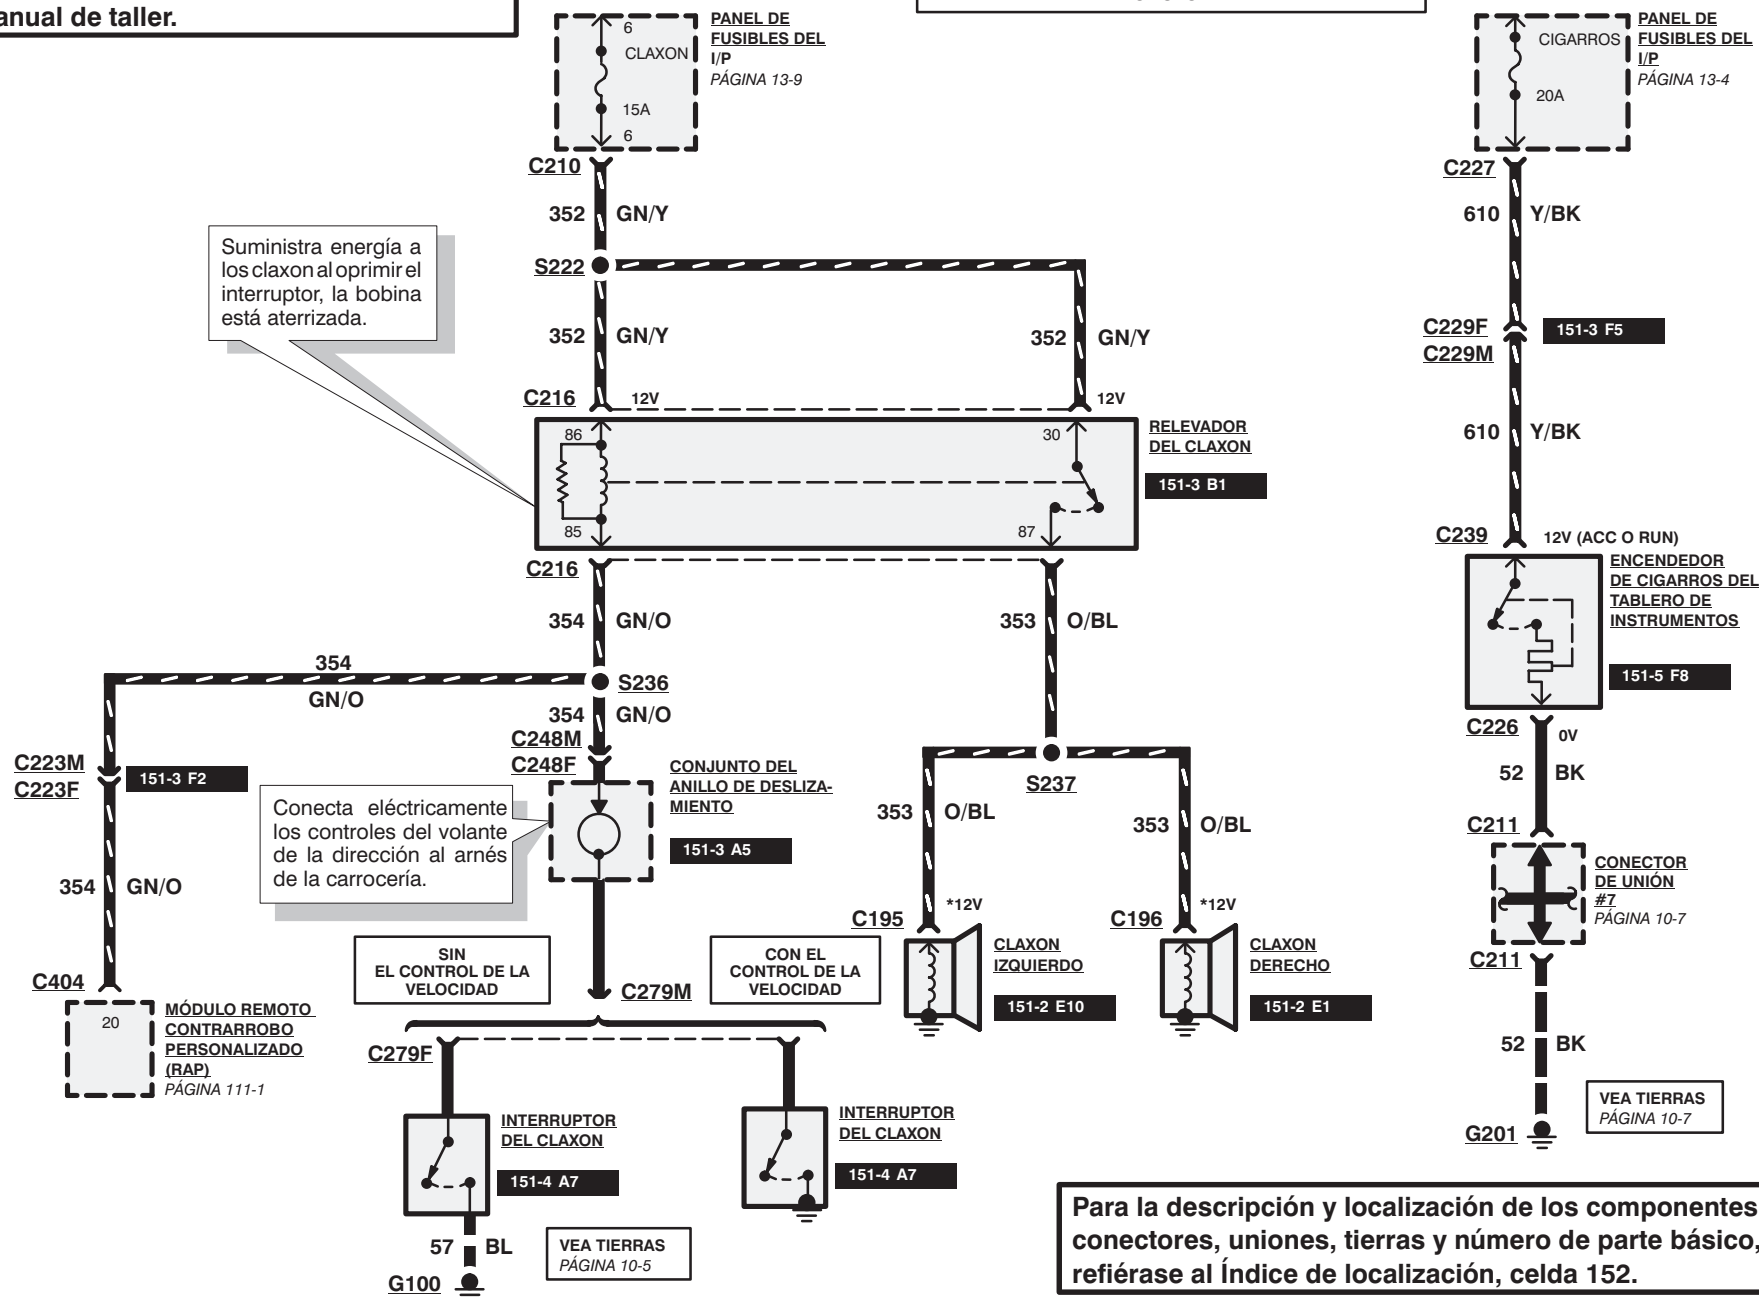 anual de taller.
6
CLAXON
15A
6
PANEL DE
FUSIBLES DEL
I/P
PÁGINA 13-9
CIGARROS
20A
PANEL DE
FUSIBLES DEL
I/P
PÁGINA 13-4
C210
C227
352 GN/Y
610 Y/BK
Suministra energía a
los claxon al oprimir el
interruptor, la bobina
está aterrizada.
S222
352 GN/Y
352 GN/Y
C229F
C229M
151-3 F5
C216 12V
12V
86
30
85
87
RELEVADOR
DEL CLAXON
151-3 B1
610 Y/BK
C239 12V (ACC O RUN)
ENCENDEDOR
DE CIGARROS DEL
TABLERO DE
INSTRUMENTOS
151-5 F8
C216
354 GN/O
353 O/BL
354
GN/O
S236
354 GN/O
C248M
C248F
C223M
C223F
151-3 F2
Conecta eléctricamente
los controles del volante
de la dirección al arnés
de la carrocería.
CONJUNTO DEL
ANILLO DE DESLIZA-
MIENTO
151-3 A5
S237
353 O/BL
353 O/BL
C226 0V
52 BK
C211
CONECTOR
DE UNIÓN
#7
PÁGINA 10-7
C211
354 GN/O
C195 *12V
C196 *12V
CLAXON
IZQUIERDO
151-2 E10
CLAXON
DERECHO
151-2 E1
SIN
EL CONTROL DE LA
VELOCIDAD
CON EL
CONTROL DE LA
VELOCIDAD
C279M
C404
20
MÓDULO REMOTO
CONTRARROBO
PERSONALIZADO
(RAP)
PÁGINA 111-1
C279F
52 BK
INTERRUPTOR
DEL CLAXON
151-4 A7
INTERRUPTOR
DEL CLAXON
151-4 A7
VEA TIERRAS
PÁGINA 10-7
G201
57 BL
VEA TIERRAS
PÁGINA 10-5
G100
Para la descripción y localización de los componentes
conectores, uniones, tierras y número de parte básico,
refiérase al Índice de localización, celda 152.